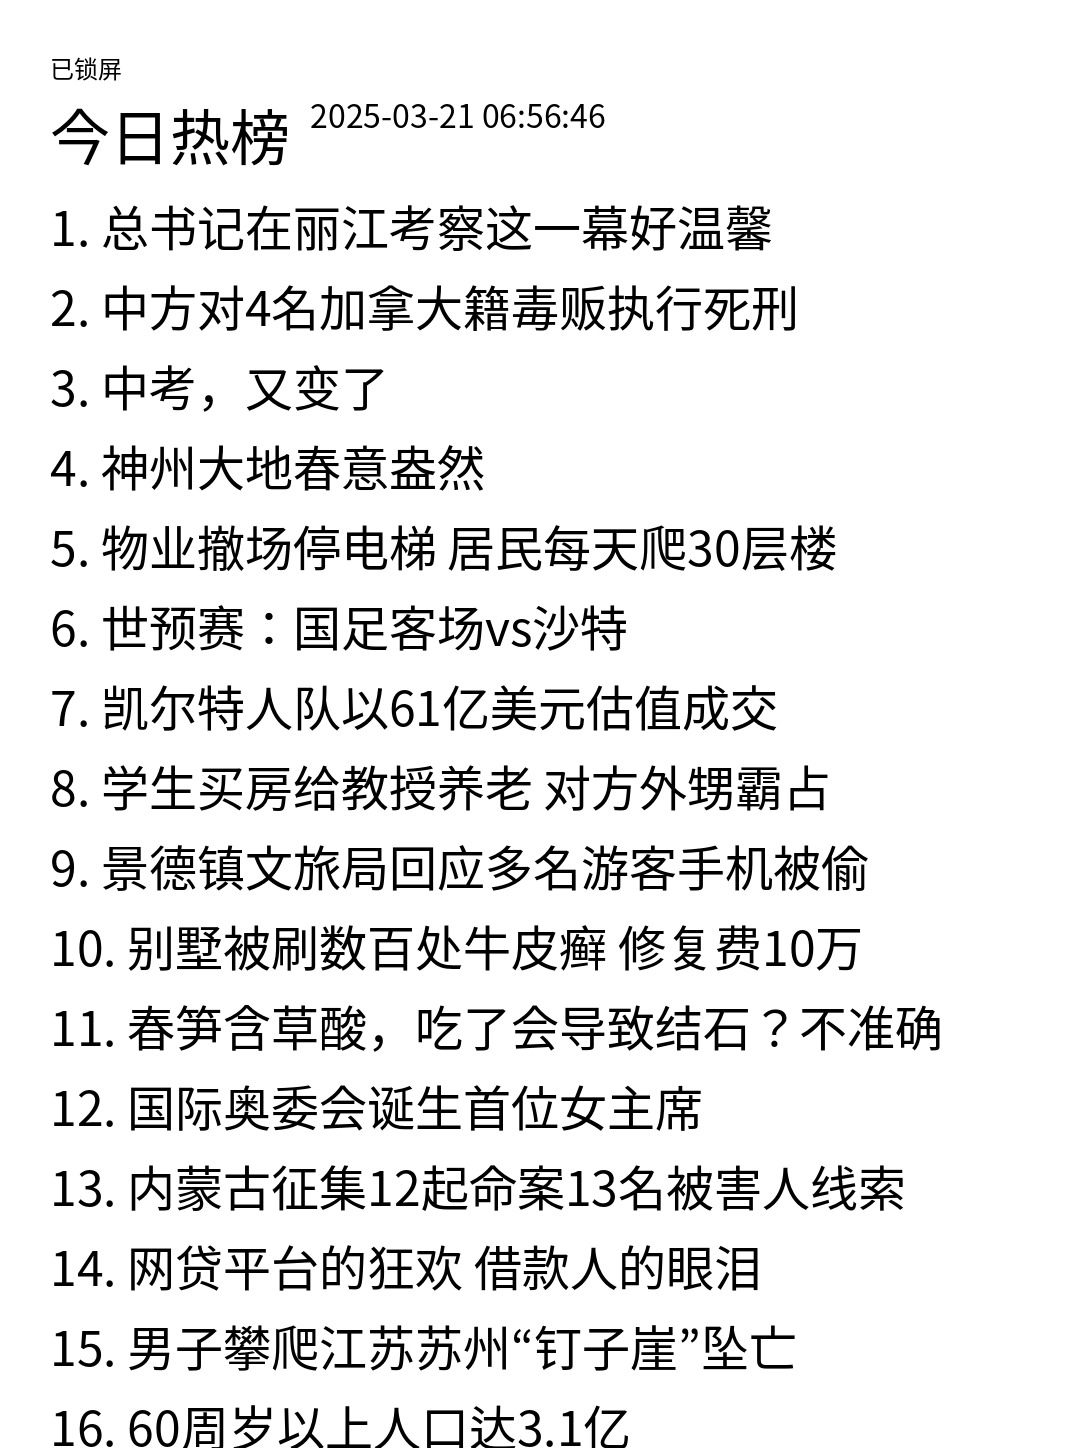 已锁屏
今日热榜 2025-03-21 06:56:46
1. 总书记在丽江考察这一幕好温馨
2. 中方对4名加拿大籍毒贩执行死刑
3. 中考，又变了
4. 神州大地春意盎然
5. 物业撤场停电梯 居民每天爬30层楼
6. 世预赛：国足客场vs沙特
7. 凯尔特人队以61亿美元估值成交
8. 学生买房给教授养老 对方外甥霸占
9. 景德镇文旅局回应多名游客手机被偷
10. 别墅被刷数百处牛皮癣 修复费10万
11. 春笋含草酸，吃了会导致结石？不准确
12. 国际奥委会诞生首位女主席
13. 内蒙古征集12起命案13名被害人线索
14. 网贷平台的狂欢 借款人的眼泪
15. 男子攀爬江苏苏州“钉子崖”坠亡
16. 60周岁以上人口达3.1亿